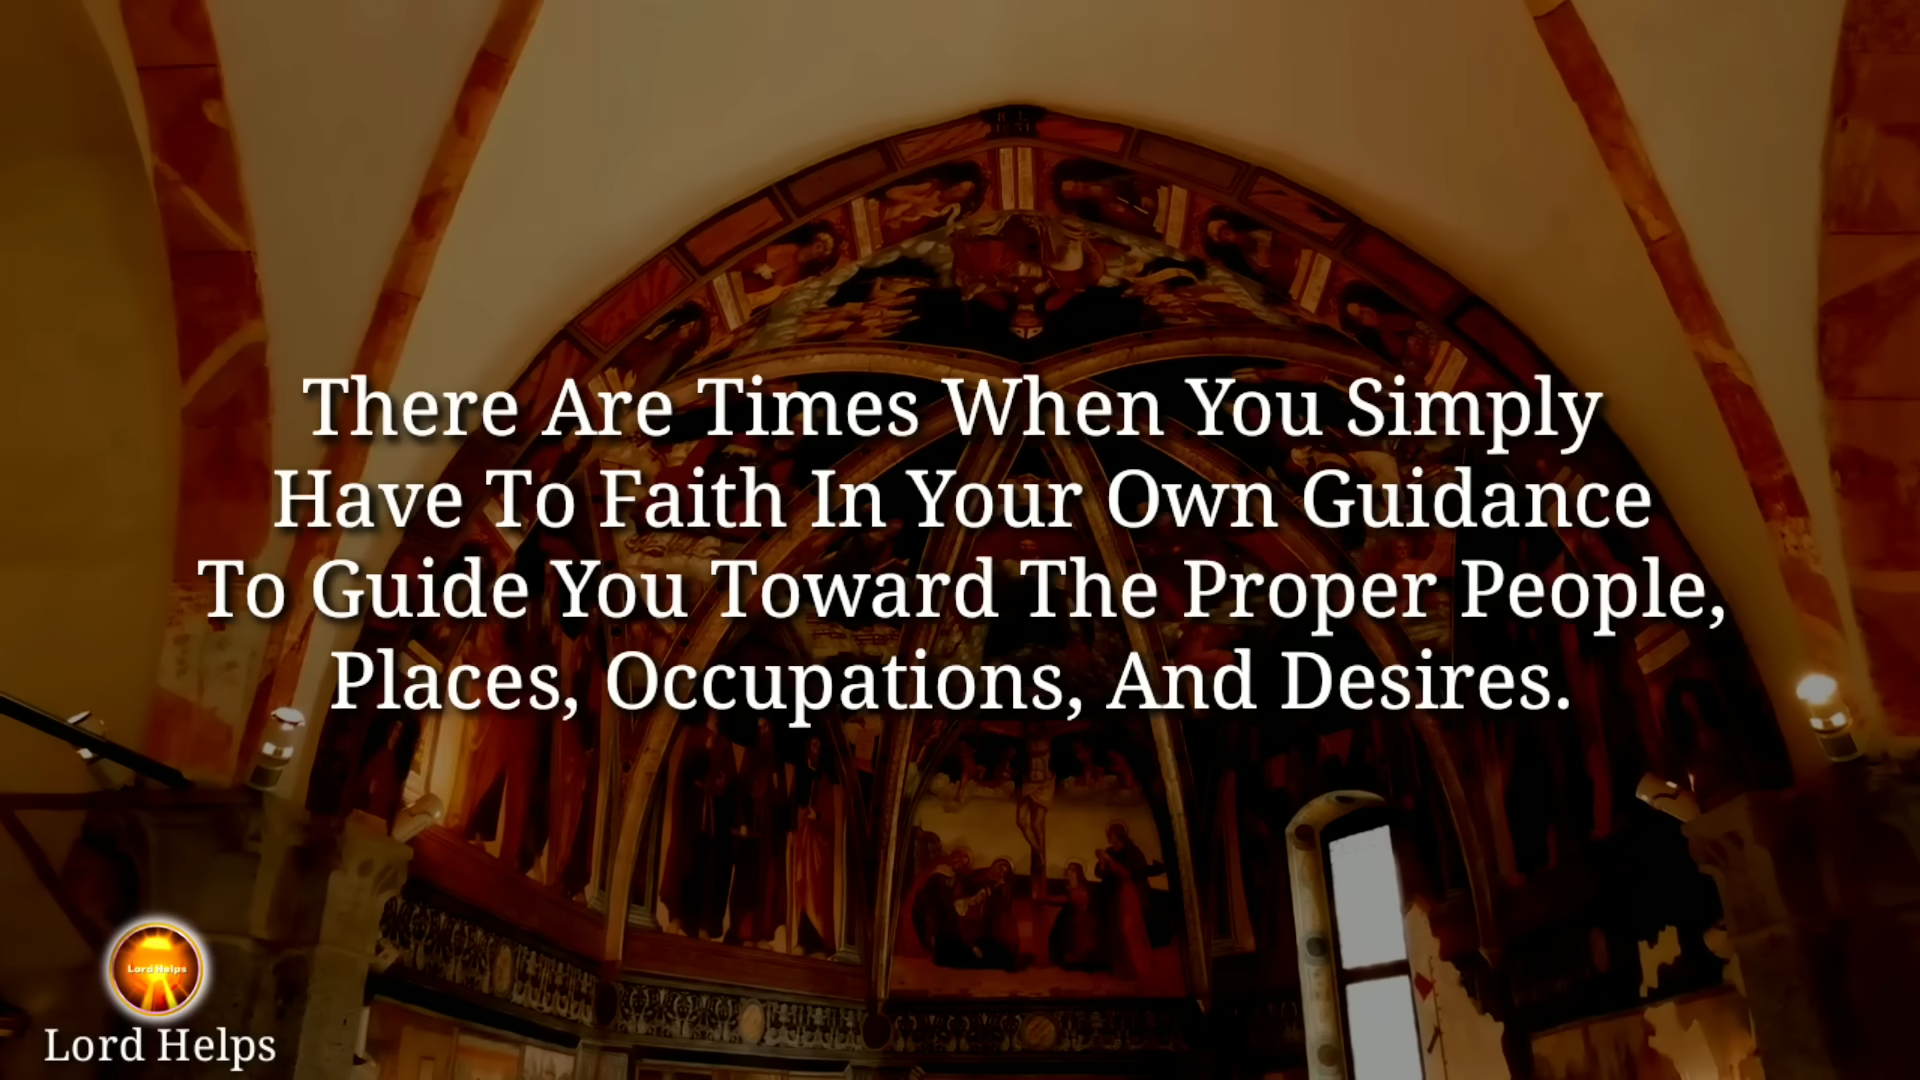 There Are Times When You Simply
Have To Faith In Your Own Guidance
To Guide You Toward The Proper People,
Places, Occupations, And Desires.
Lord Helps
Lord Helps